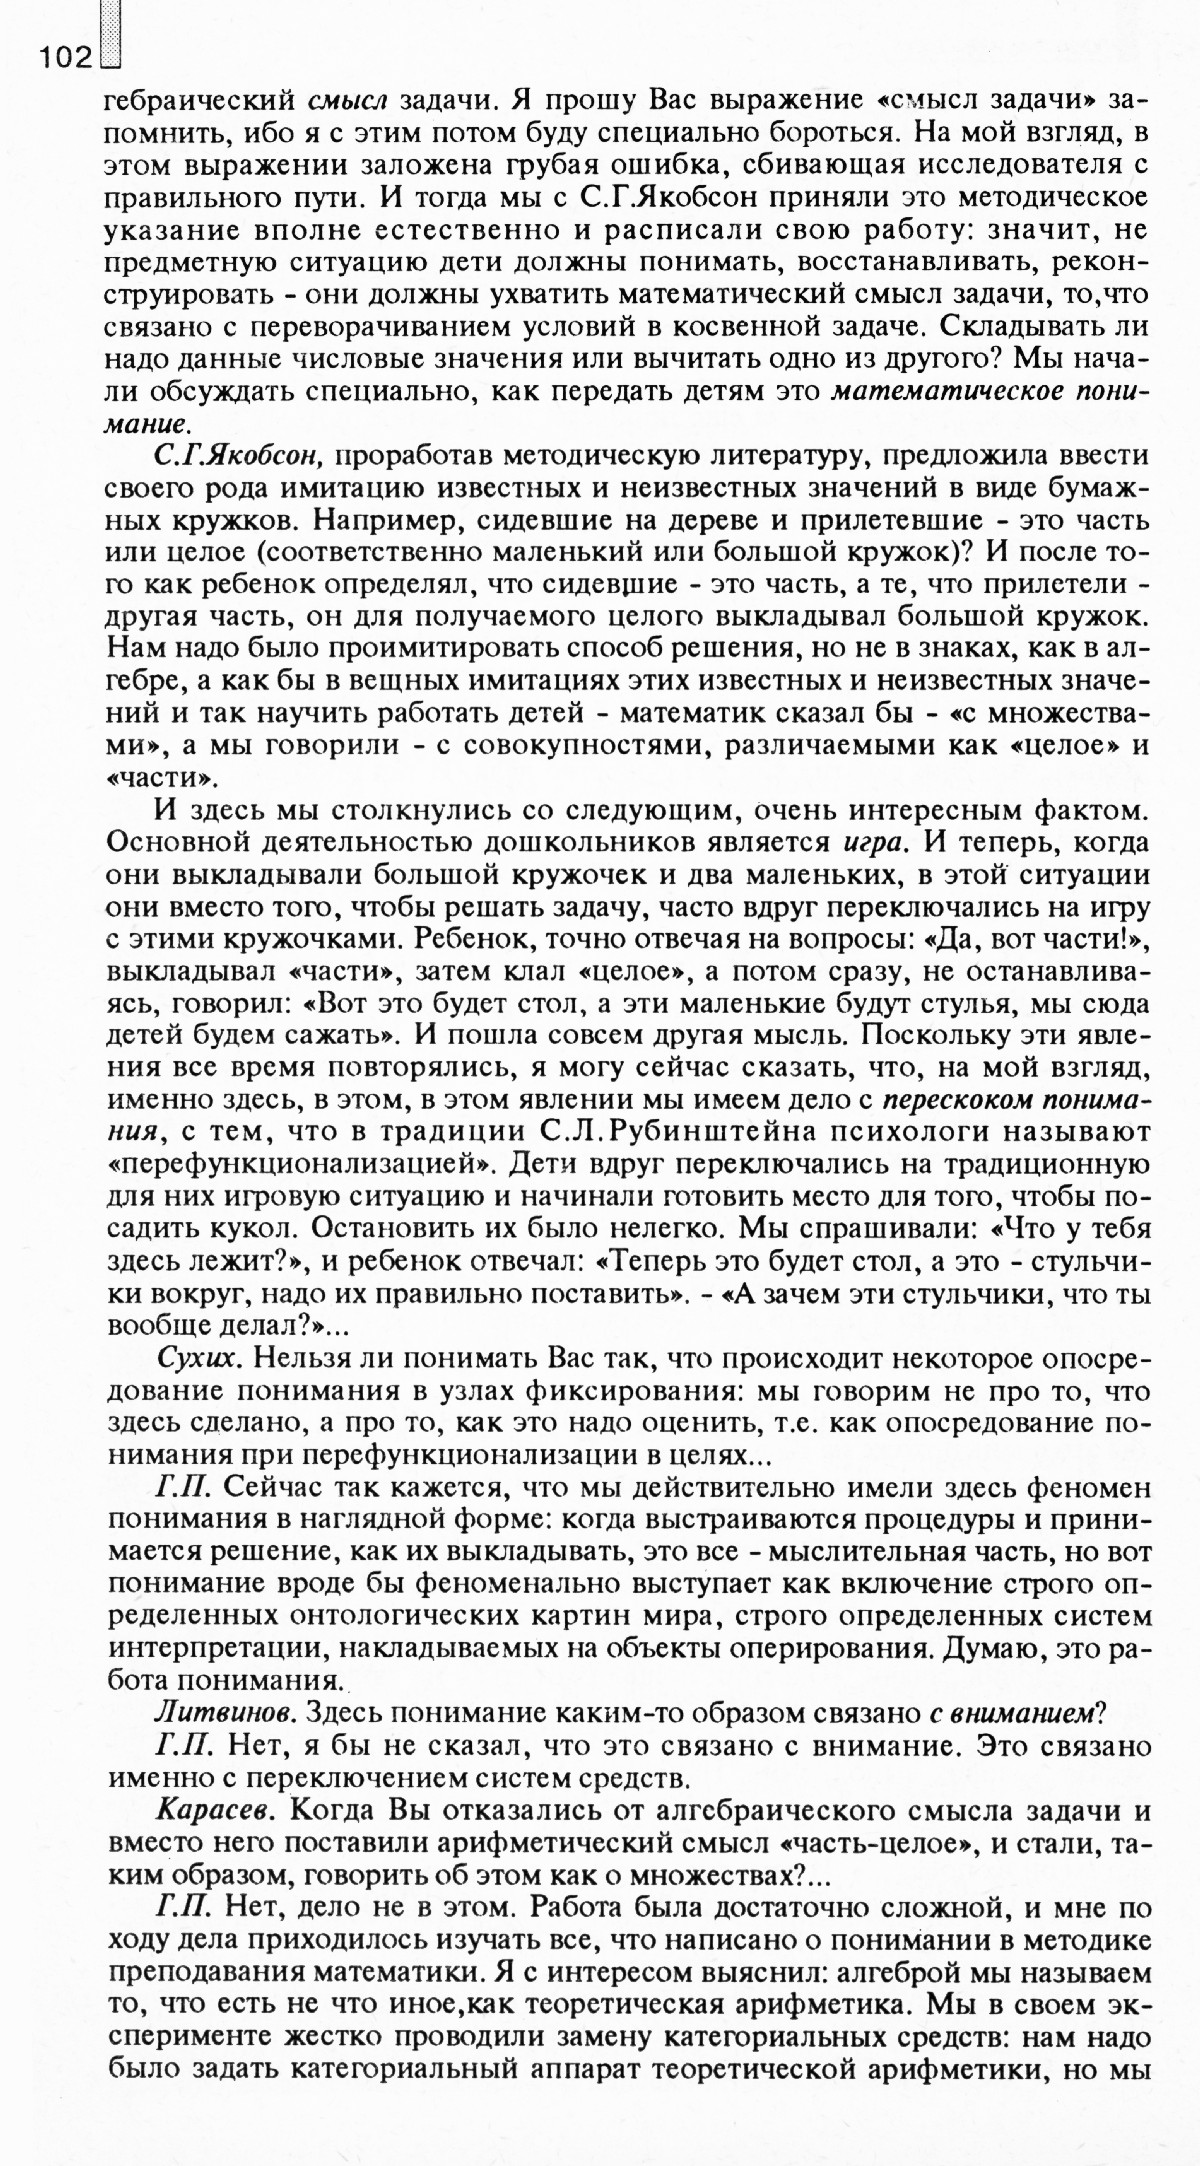 102
гебраический смысл задачи. Я прошу Вас выражение «смысл задачи» за-
помнить, ибо я с этим потом буду специально бороться. На мой взгляд, в
этом выражении заложена грубая ошибка, сбивающая исследователя с
правильного пути. И тогда мы с С.Г.Якобсон приняли это методическое
указание вполне естественно и расписали свою работу: значит, не
предметную ситуацию дети должны понимать, восстанавливать, рекон-
струировать - они должны ухватить математический смысл задачи, то,что
связано с переворачиванием условий в косвенной задаче. Складывать ли
надо данные числовые значения или вычитать одно из другого? Мы нача-
ли обсуждать специально, как передать детям это математическое пони-
мание.
С.Г.Якобсон, проработав методическую литературу, предложила ввести
своего рода имитацию известных и неизвестных значений в виде бумаж-
ных кружков. Например, сидевшие на дереве и прилетевшие - это часть
или целое (соответственно маленький или большой кружок)? И после то-
го как ребенок определял, что сидевшие - это часть, а те, что прилетели -
другая часть, он для получаемого целого выкладывал большой кружок.
Нам надо было проимитировать способ решения, но не в знаках, как в ал-
гебре, а как бы в вещных имитациях этих известных и неизвестных значе-
ний и так научить работать детей - математик сказал бы - «с множества-
ми», а мы говорили - с совокупностями, различаемыми как «целое» и
«части».
И здесь мы столкнулись со следующим, очень интересным фактом.
Основной деятельностью дошкольников является игра. И теперь, когда
они выкладывали большой кружочек и два маленьких, в этой ситуации
они вместо того, чтобы решать задачу, часто вдруг переключались на игру
с этими кружочками. Ребенок, точно отвечая на вопросы: «Да, вот части!»,
выкладывал «части», затем клал «целое», а потом сразу, не останавлива-
ясь, говорил: «Вот это будет стол, а эти маленькие будут стулья, мы сюда
детей будем сажать». И пошла совсем другая мысль. Поскольку эти явле-
ния все время повторялись, я могу сейчас сказать, что, на мой взгляд,
именно здесь, в этом, в этом явлении мы имеем дело с перескоком понима-
ния, с тем, что в традиции С.Л.Рубинштейна психологи называют
«перефункционализацией». Дети вдруг переключались на традиционную
для них игровую ситуацию и начинали готовить место для того, чтобы по-
садить кукол. Остановить их было нелегко. Мы спрашивали: «Что у тебя
здесь лежит?», и ребенок отвечал: «Теперь это будет стол, а это - стульчи-
ки вокруг, надо их правильно поставить». - «А зачем эти стульчики, что ты
вообще делал?»...
Сухих. Нельзя ли понимать Вас так, что происходит некоторое опосре-
дование понимания в узлах фиксирования: мы говорим не про то, что
здесь сделано, а про то, как это надо оценить, т.е. как опосредование по-
нимания при перефункционализации в целях...
Г.П. Сейчас так кажется, что мы действительно имели здесь феномен
понимания в наглядной форме: когда выстраиваются процедуры и прини-
мается решение, как их выкладывать, это все - мыслительная часть, но вот
понимание вроде бы феноменально выступает как включение строго оп-
ределенных онтологических картин мира, строго определенных систем
интерпретации, накладываемых на объекты оперирования. Думаю, это ра-
бота понимания.
Литвинов. Здесь понимание каким-то образом связано с вниманием?
Г.П. Нет, я бы не сказал, что это связано с внимание. Это связано
именно с переключением систем средств.
Карасев. Когда Вы отказались от алгебраического смысла задачи и
вместо него поставили арифметический смысл «часть-целое», и стали, та-
ким образом, говорить об этом как о множествах?...
Г.П. Нет, дело не в этом. Работа была достаточно сложной, и мне по
ходу дела приходилось изучать все, что написано о понимании в методике
преподавания математики. Я с интересом выяснил: алгеброй мы называем
то, что есть не что иное,как теоретическая арифметика. Мы в своем эк-
сперименте жестко проводили замену категориальных средств: нам надо
было задать категориальный аппарат теоретической арифметики, но мы